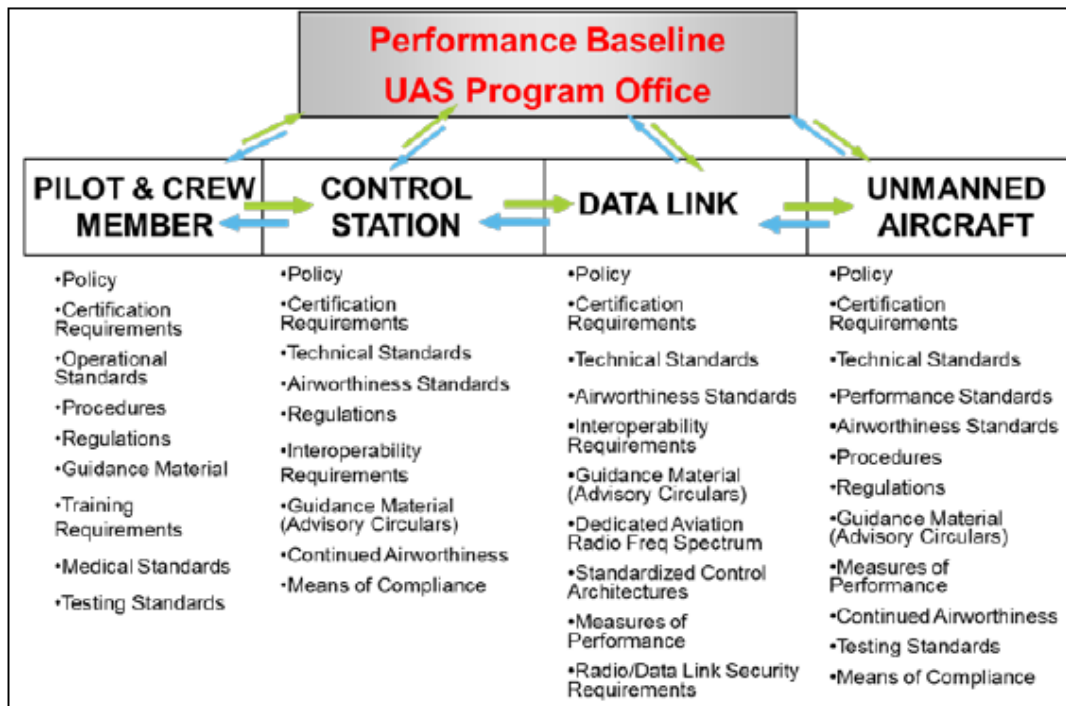 Performance Baseline
UAS Program Office
PILOT & CREW
MEMBER
CONTROL
STATION
DATA LINK
UNMANNED
AIRCRAFT
•Policy
•Certification
Requirements
•Operational
Standards
•Procedures
•Regulations
•Guidance Material
•Training
Requirements
•Medical Standards
•Testing Standards
•Policy
•Certification
Requirements
•Technical Standards
•Airworthiness Standards
•Regulations
•Interoperability
Requirements
•Guidance Material
(Advisory Circulars)
•Continued Airworthiness
•Means of Compliance
•Policy
•Certification
Requirements
•Technical Standards
•Airworthiness Standards
•Interoperability
Requirements
•Guidance Material
(Advisory Circulars)
•Dedicated Aviation
Radio Freq Spectrum
•Standardized Control
Architectures
•Measures of
Performance
•Radio/Data Link Security
Requirements
•Policy
•Certification
Requirements
•Technical Standards
•Performance Standards
•Airworthiness Standards
•Procedures
•Regulations
•Guidance Material
(Advisory Circulars)
•Measures of
Performance
•Continued Airworthiness
•Testing Standards
•Means of Compliance